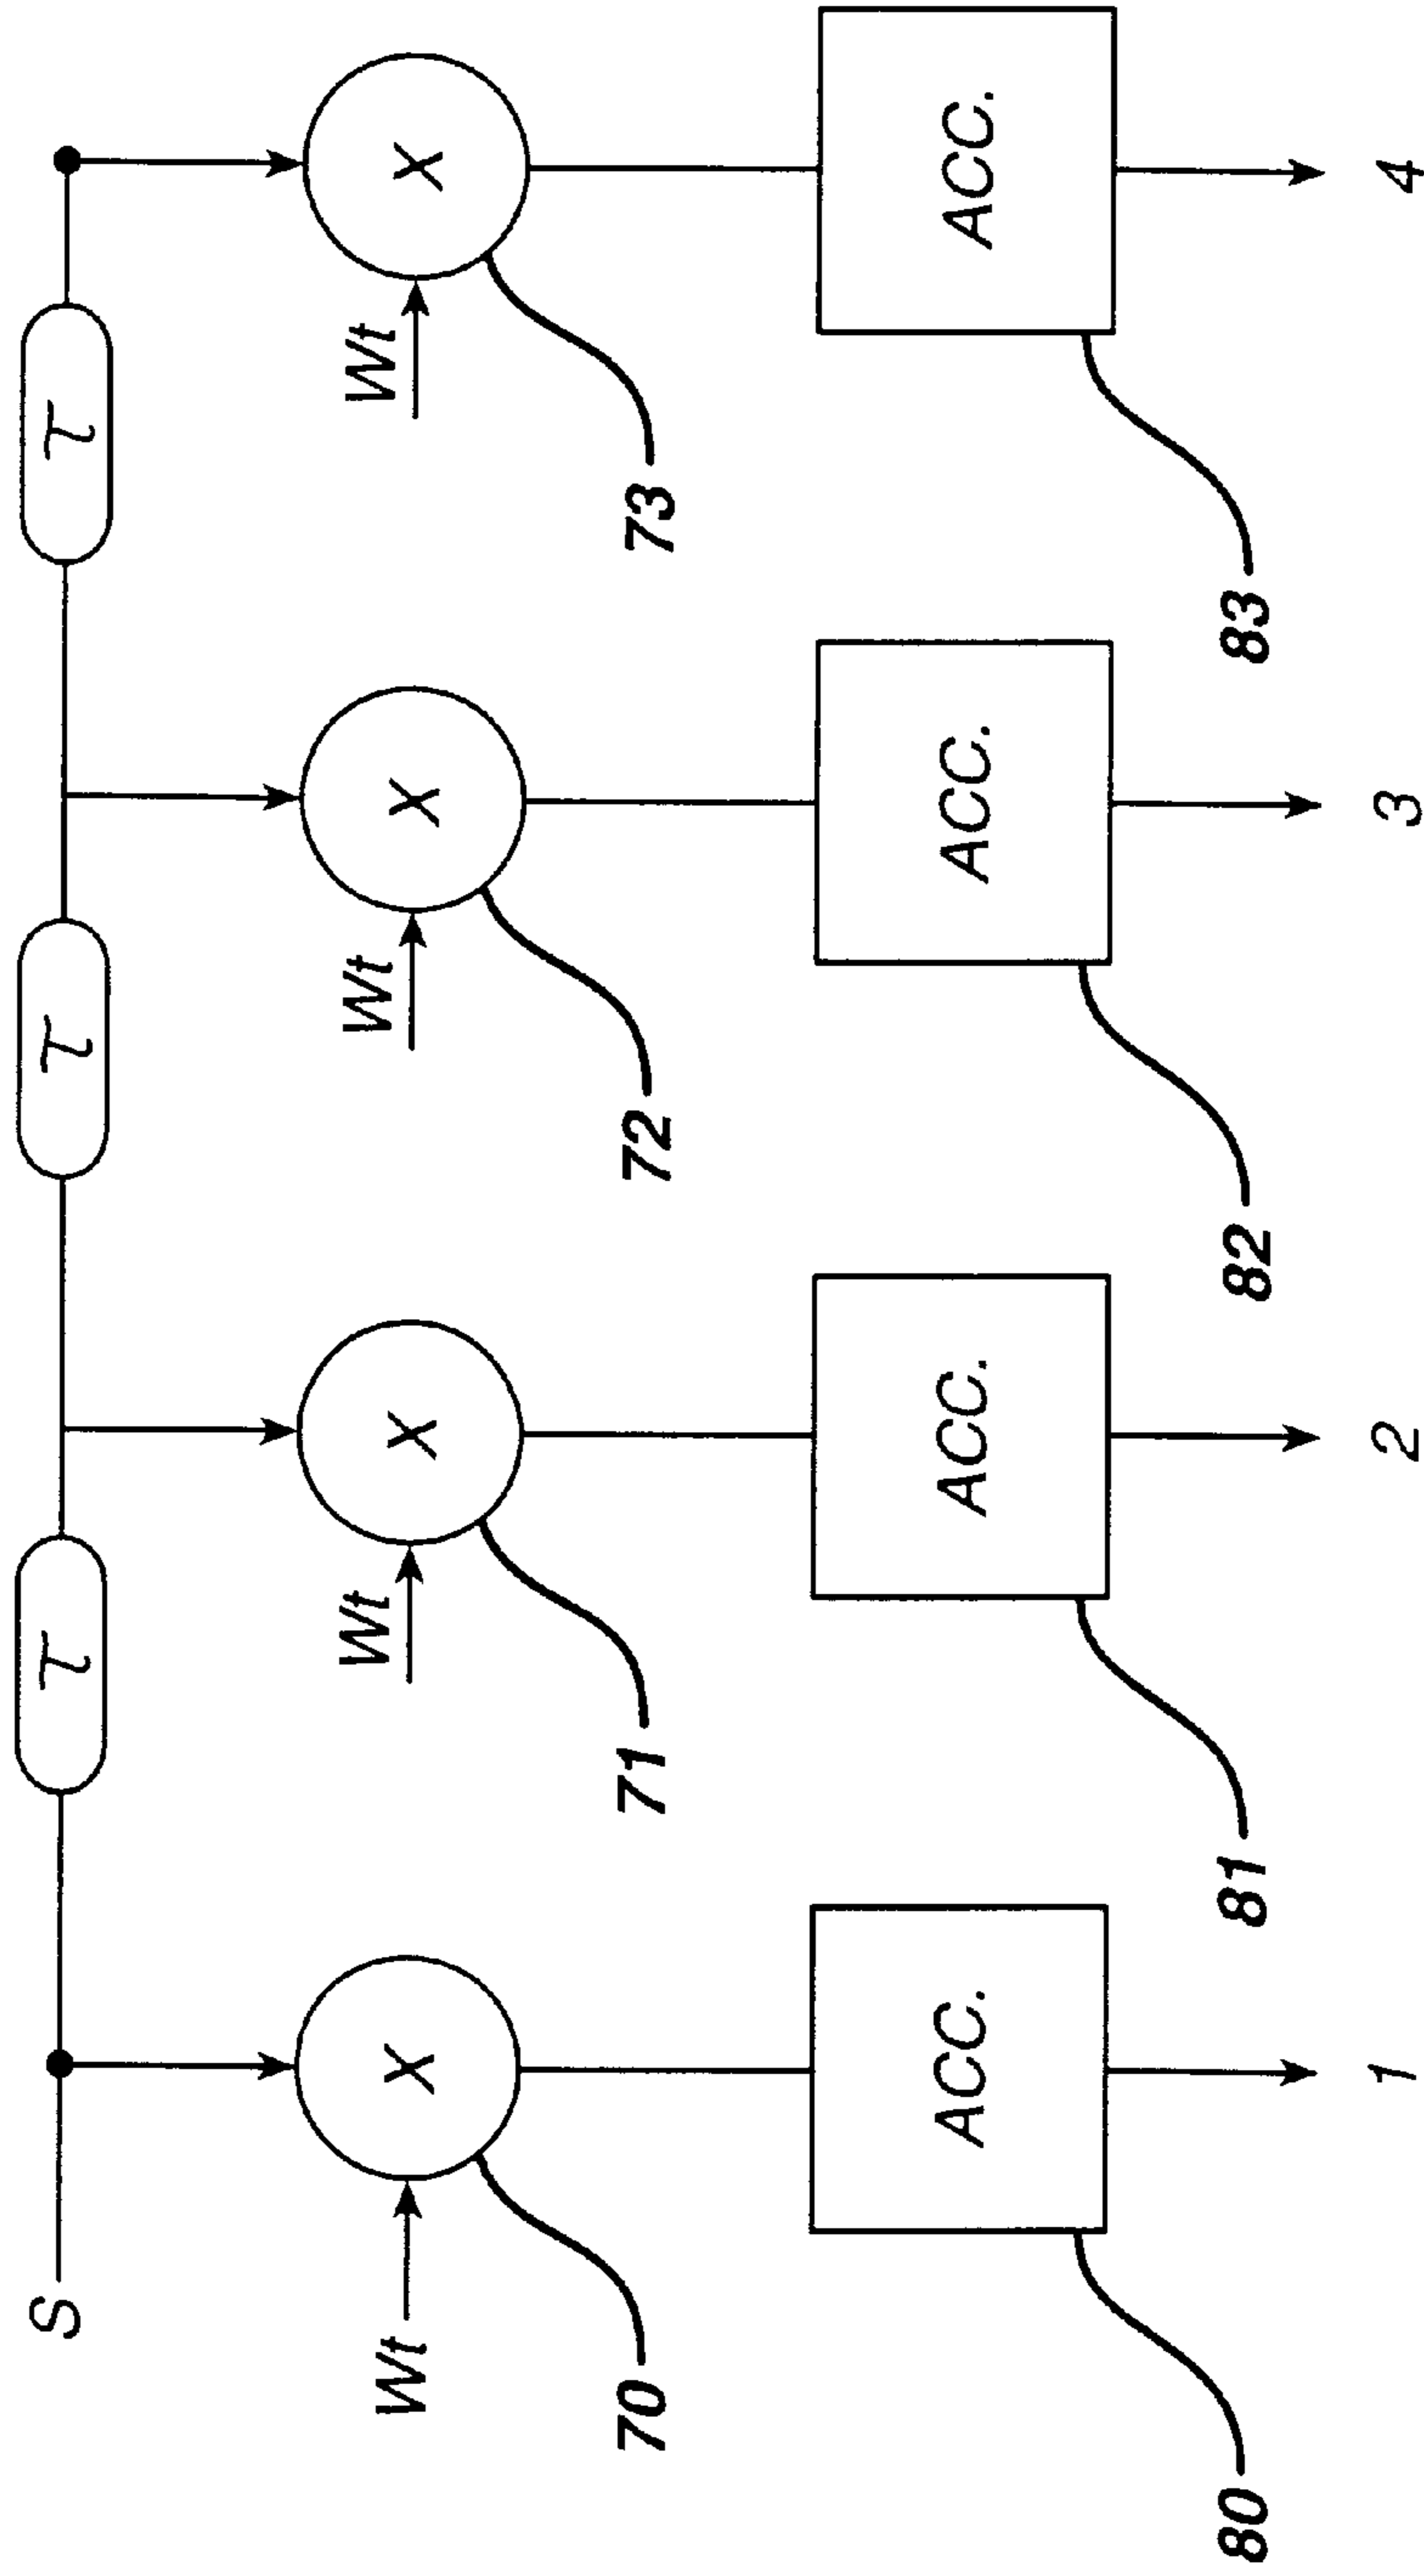 S τ τ τ
Wt X Wt X Wt X Wt X
70 71 72 73
ACC. ACC. ACC. ACC.
80 81 82 83
1 2 3 4